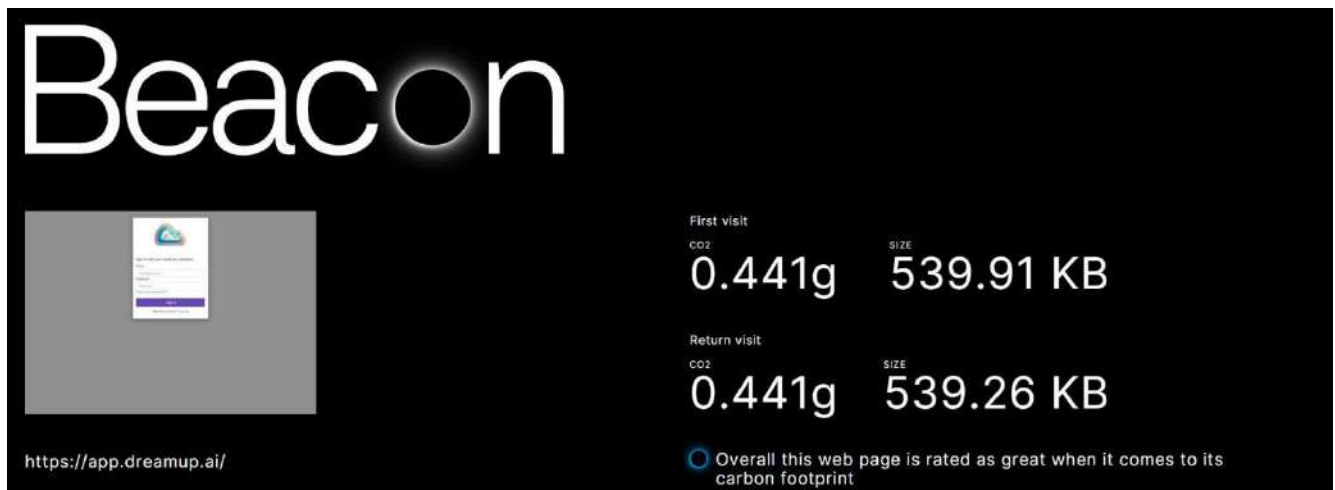 Beacon
First visit
CO2 SIZE
0.441g 539.91 KB
Return visit
CO2 SIZE
0.441g 539.26 KB
https://app.dreamup.ai/
Overall this web page is rated as great when it comes to its
carbon footprint